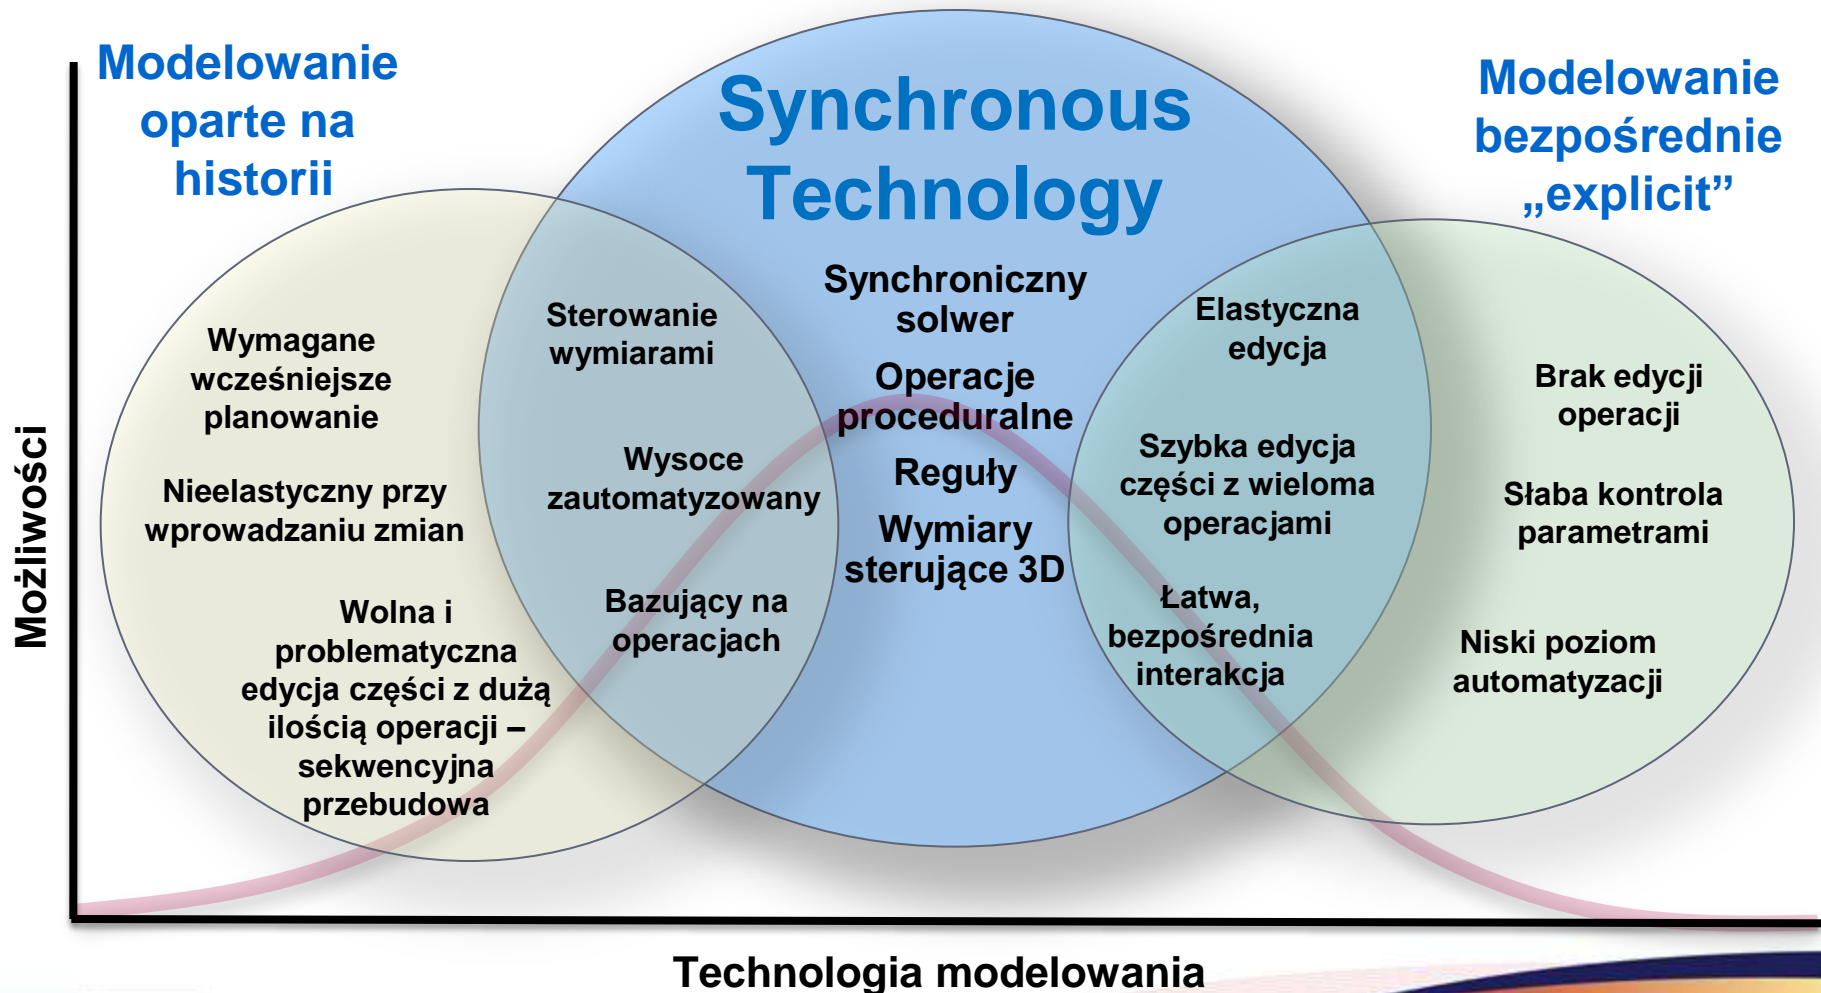 Modelowanie
oparte na
historii
Synchronous
Technology
Modelowanie
bezpośrednie
„explicit”
Wymagane
wcześniejsze
planowanie
Nieelastyczny przy
wprowadzaniu zmian
Wolna i
problematyczna
edycja części z dużą
ilością operacji –
sekwencyjna
przebudowa
Sterowanie
wymiarami
Wysoce
zautomatyzowany
Bazujący na
operacjach
Synchroniczny
solwer
Operacje
proceduralne
Reguły
Wymiary
sterujące 3D
Elastyczna
edycja
Szybka edycja
części z wieloma
operacjami
Łatwa,
bezpośrednia
interakcja
Brak edycji
operacji
Słaba kontrola
parametrami
Niski poziom
automatyzacji
Możliwości
Technologia modelowania